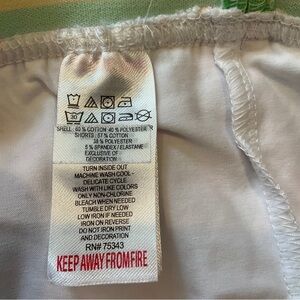 SHELL: 60 % COTTON 40 % POLYESTER
SHORTS: 57 % COTTON
38 % POLYESTER
5 % SPANDEX / ELASTANE
EXCLUSIVE OF
DECORATION
TURN INSIDE OUT
MACHINE WASH COOL -
DELICATE CYCLE
WASH WITH LIKE COLORS
ONLY NON-CHLORINE
BLEACH WHEN NEEDED
TUMBLE DRY LOW
LOW IRON IF NEEDED
IRON ON REVERSE
DO NOT IRON PRINT
AND DECORATION
RN# 75343
KEEP AWAY FROM FIRE